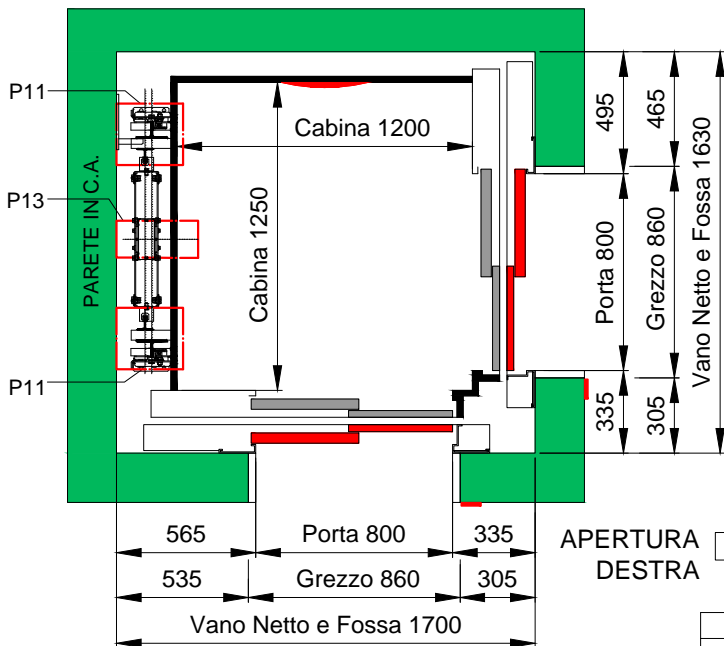 P11
Cabina 1200
495
465
P13
PARETE IN C.A.
Cabina 1250
Porta 800
Grezzo 860
Vano Netto e Fossa 1630
P11
335
305
565
Porta 800
335
APERTURA
DESTRA
535
Grezzo 860
305
Vano Netto e Fossa 1700